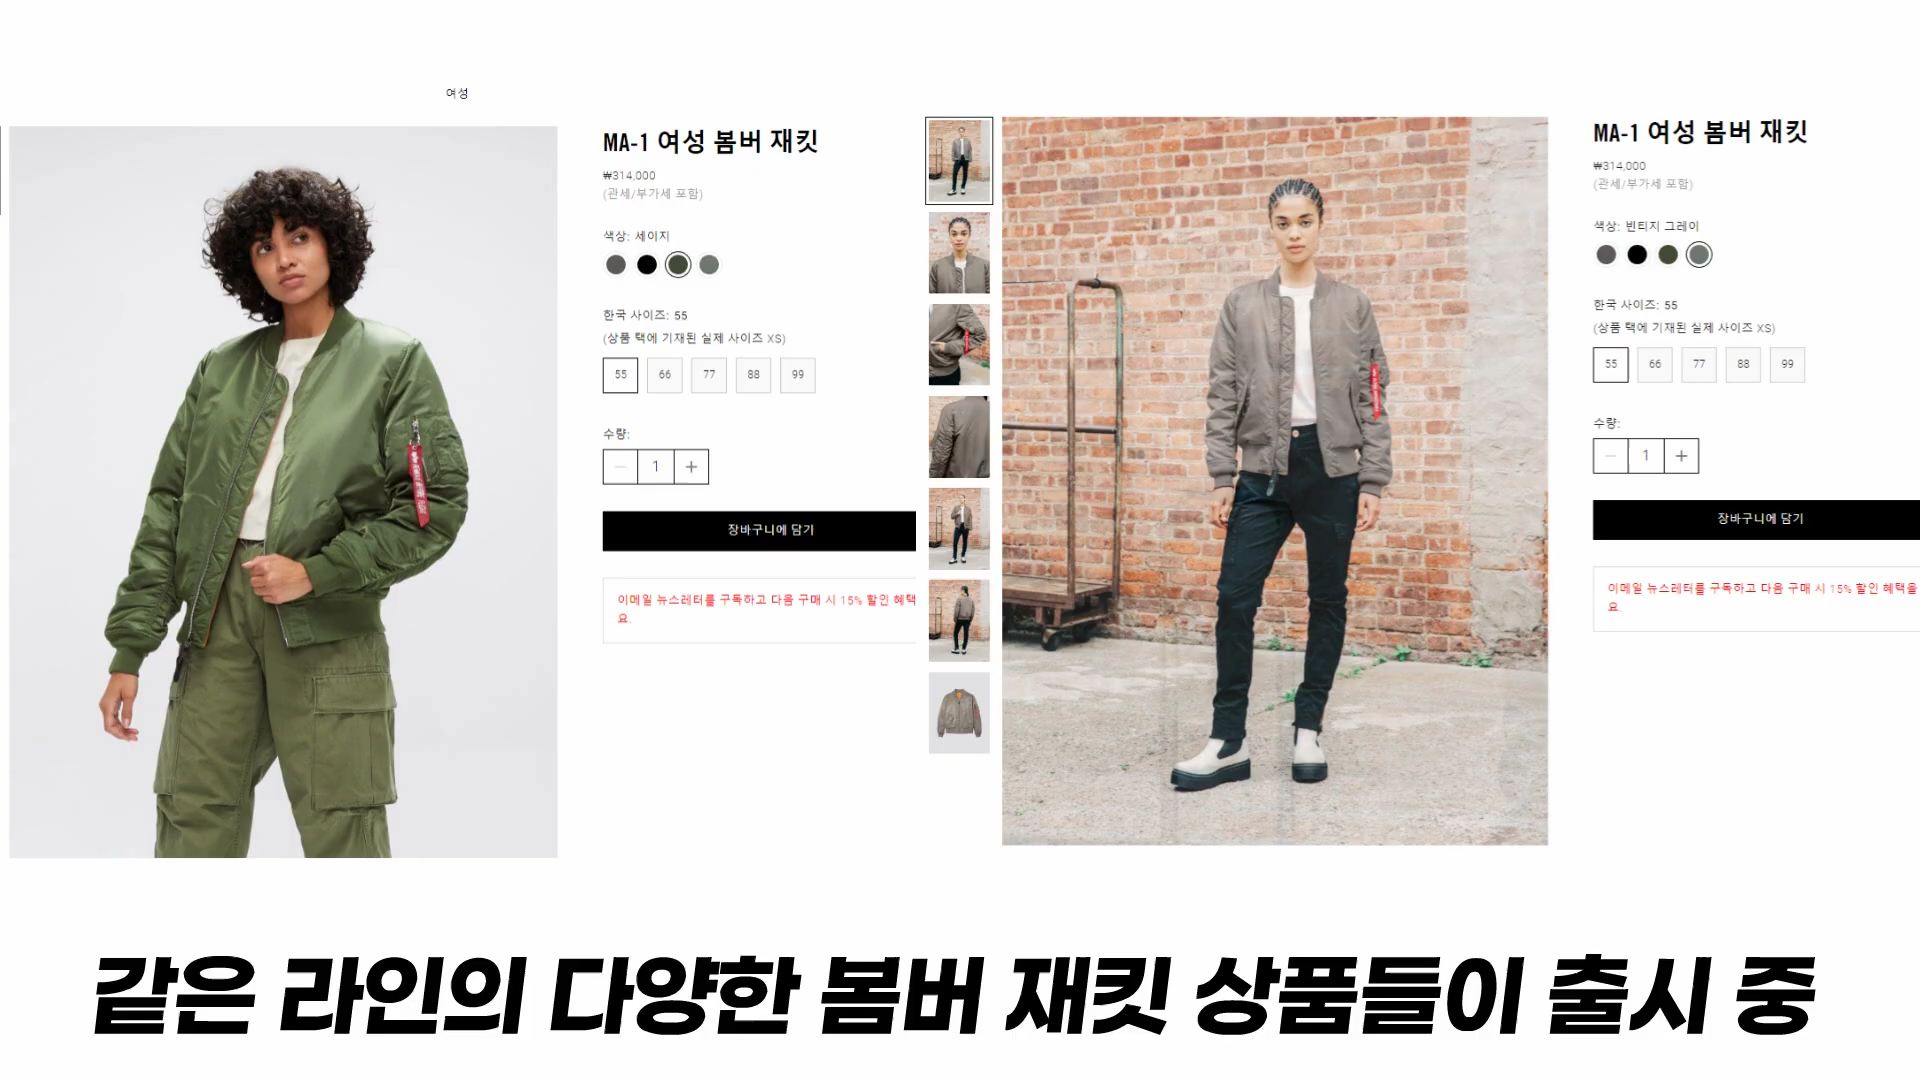 여성
MA-1 여성 봄버 재킷
₩314,000
(관세/부가세 포함)
색상: 세이지
한국 사이즈: 55
(상품 택에 기재된 실제 사이즈 XS)
55 66 77 88 99
수량:
− 1 +
장바구니에 담기
이메일 뉴스레터를 구독하고 다음 구매 시 15% 할인 혜택
요.
MA-1 여성 봄버 재킷
₩314,000
(관세/부가세 포함)
색상: 빈티지 그레이
한국 사이즈: 55
(상품 택에 기재된 실제 사이즈 XS)
55 66 77 88 99
수량:
− 1 +
장바구니에 담기
이메일 뉴스레터를 구독하고 다음 구매 시 15% 할인 혜택을
요.
같은 라인의 다양한 봄버 재킷 상품들이 출시 중